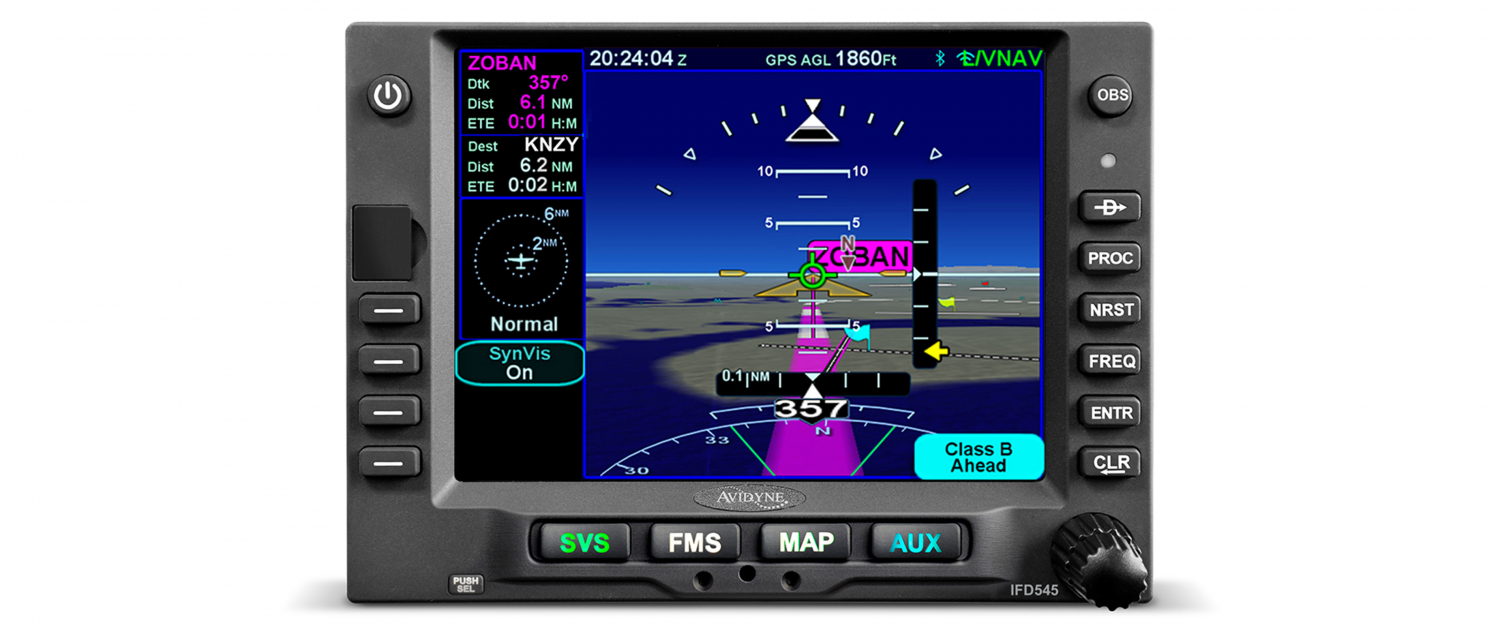 20:24:04 Z GPS AGL 1860Ft /VNAV
ZOBAN
Dtk 357°
Dist 6.1 NM
ETE 0:01 H:M
Dest KNZY
Dist 6.2 NM
ETE 0:02 H:M
6NM
2NM
Normal
SynVis
On
10 10
5 5
N
ZOBAN
5 5
0.1 NM
357
N
33
30
Class B
Ahead
AVIDYNE
OBS
D
PROC
NRST
FREQ
ENTR
CLR
SVS FMS MAP AUX
PUSH
SEL
IFD545